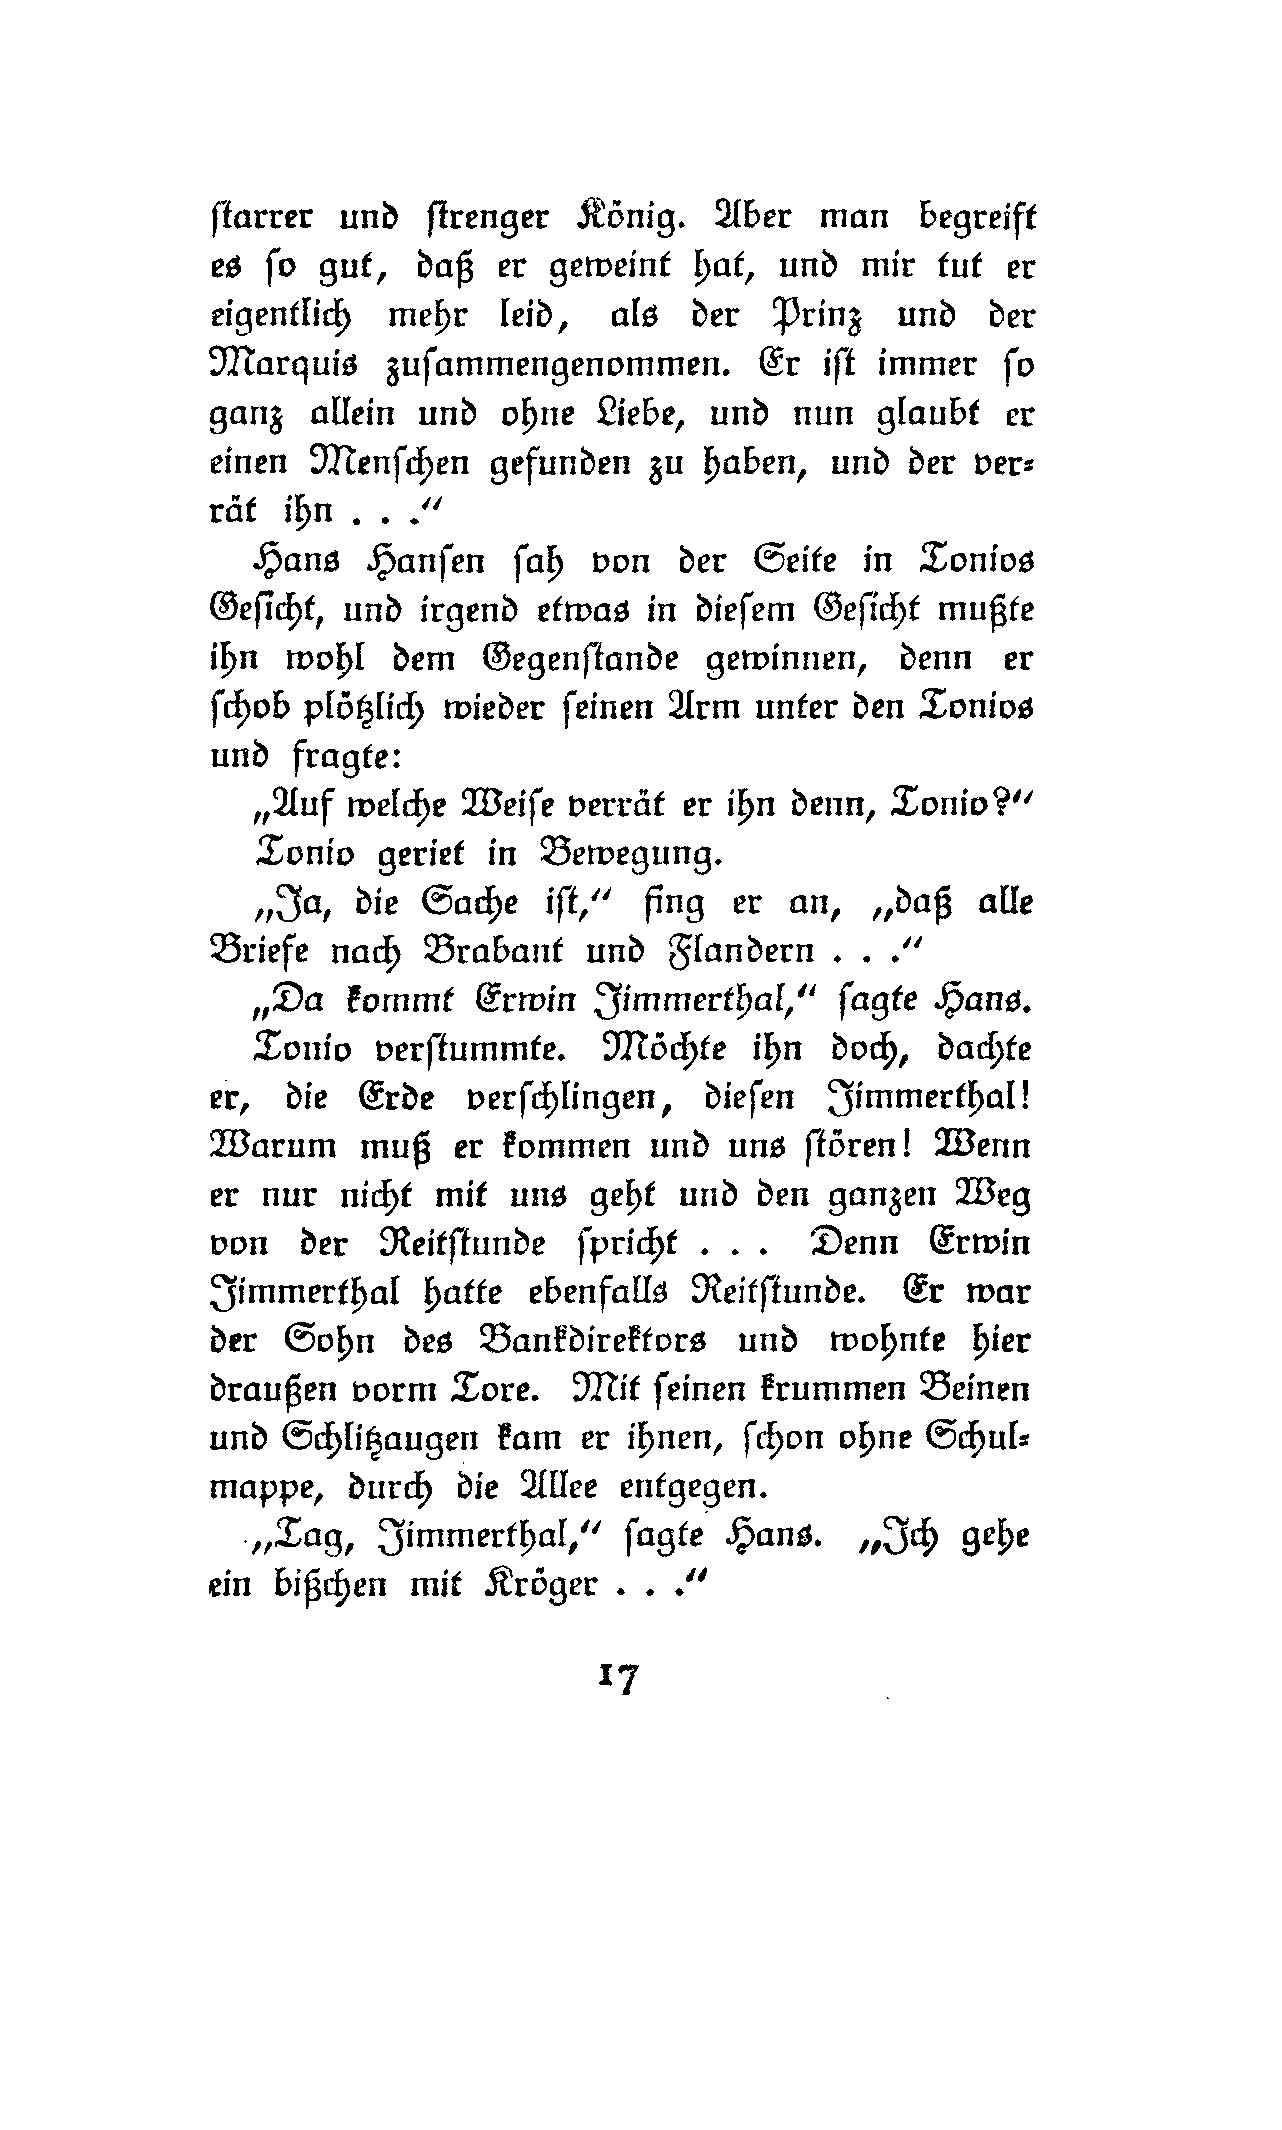 ſtarrer und ſtrenger König. Aber man begreift
es ſo gut, daß er geweint hat, und mir tut er
eigentlich mehr leid, als der Prinz und der
Marquis zuſammengenommen. Er iſt immer ſo
ganz allein und ohne Liebe, und nun glaubt er
einen Menſchen gefunden zu haben, und der ver⸗
rät ihn . . .“
Hans Hanſen ſah von der Seite in Tonios
Geſicht, und irgend etwas in dieſem Geſicht mußte
ihn wohl dem Gegenſtande gewinnen, denn er
ſchob plötzlich wieder ſeinen Arm unter den Tonios
und fragte:
„Auf welche Weiſe verrät er ihn denn, Tonio?“
Tonio geriet in Bewegung.
„Ja, die Sache iſt,“ fing er an, „daß alle
Briefe nach Brabant und Flandern . . .“
„Da kommt Erwin Jimmerthal,“ ſagte Hans.
Tonio verſtummte. Möchte ihn doch, dachte
er, die Erde verſchlingen, dieſen Jimmerthal!
Warum muß er kommen und uns ſtören! Wenn
er nur nicht mit uns geht und den ganzen Weg
von der Reitſtunde ſpricht . . . Denn Erwin
Jimmerthal hatte ebenfalls Reitſtunde. Er war
der Sohn des Bankdirektors und wohnte hier
draußen vorm Tore. Mit ſeinen krummen Beinen
und Schlitzaugen kam er ihnen, ſchon ohne Schul⸗
mappe, durch die Allee entgegen.
„Tag, Jimmerthal,“ ſagte Hans. „Ich gehe
ein bißchen mit Kröger . . .“
17